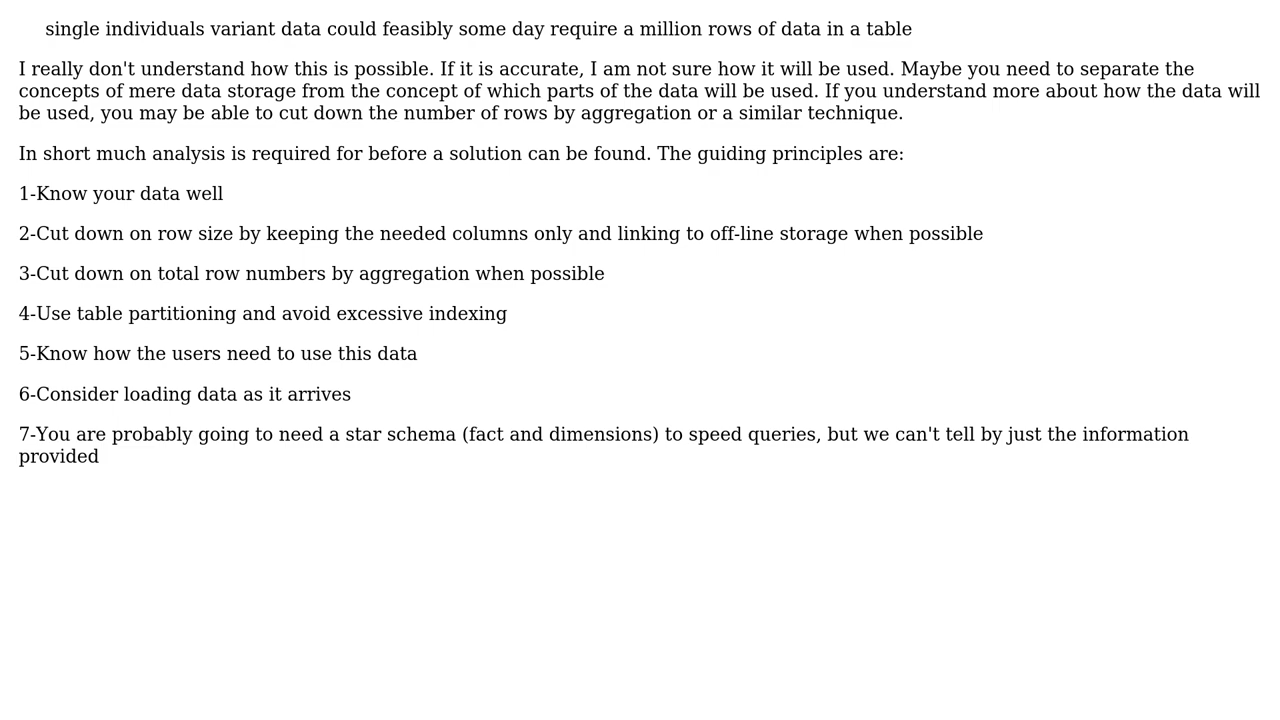 single individuals variant data could feasibly some day require a million rows of data in a table
I really don't understand how this is possible. If it is accurate, I am not sure how it will be used. Maybe you need to separate the
concepts of mere data storage from the concept of which parts of the data will be used. If you understand more about how the data will
be used, you may be able to cut down the number of rows by aggregation or a similar technique.
In short much analysis is required for before a solution can be found. The guiding principles are:
1-Know your data well
2-Cut down on row size by keeping the needed columns only and linking to off-line storage when possible
3-Cut down on total row numbers by aggregation when possible
4-Use table partitioning and avoid excessive indexing
5-Know how the users need to use this data
6-Consider loading data as it arrives
7-You are probably going to need a star schema (fact and dimensions) to speed queries, but we can't tell by just the information
provided